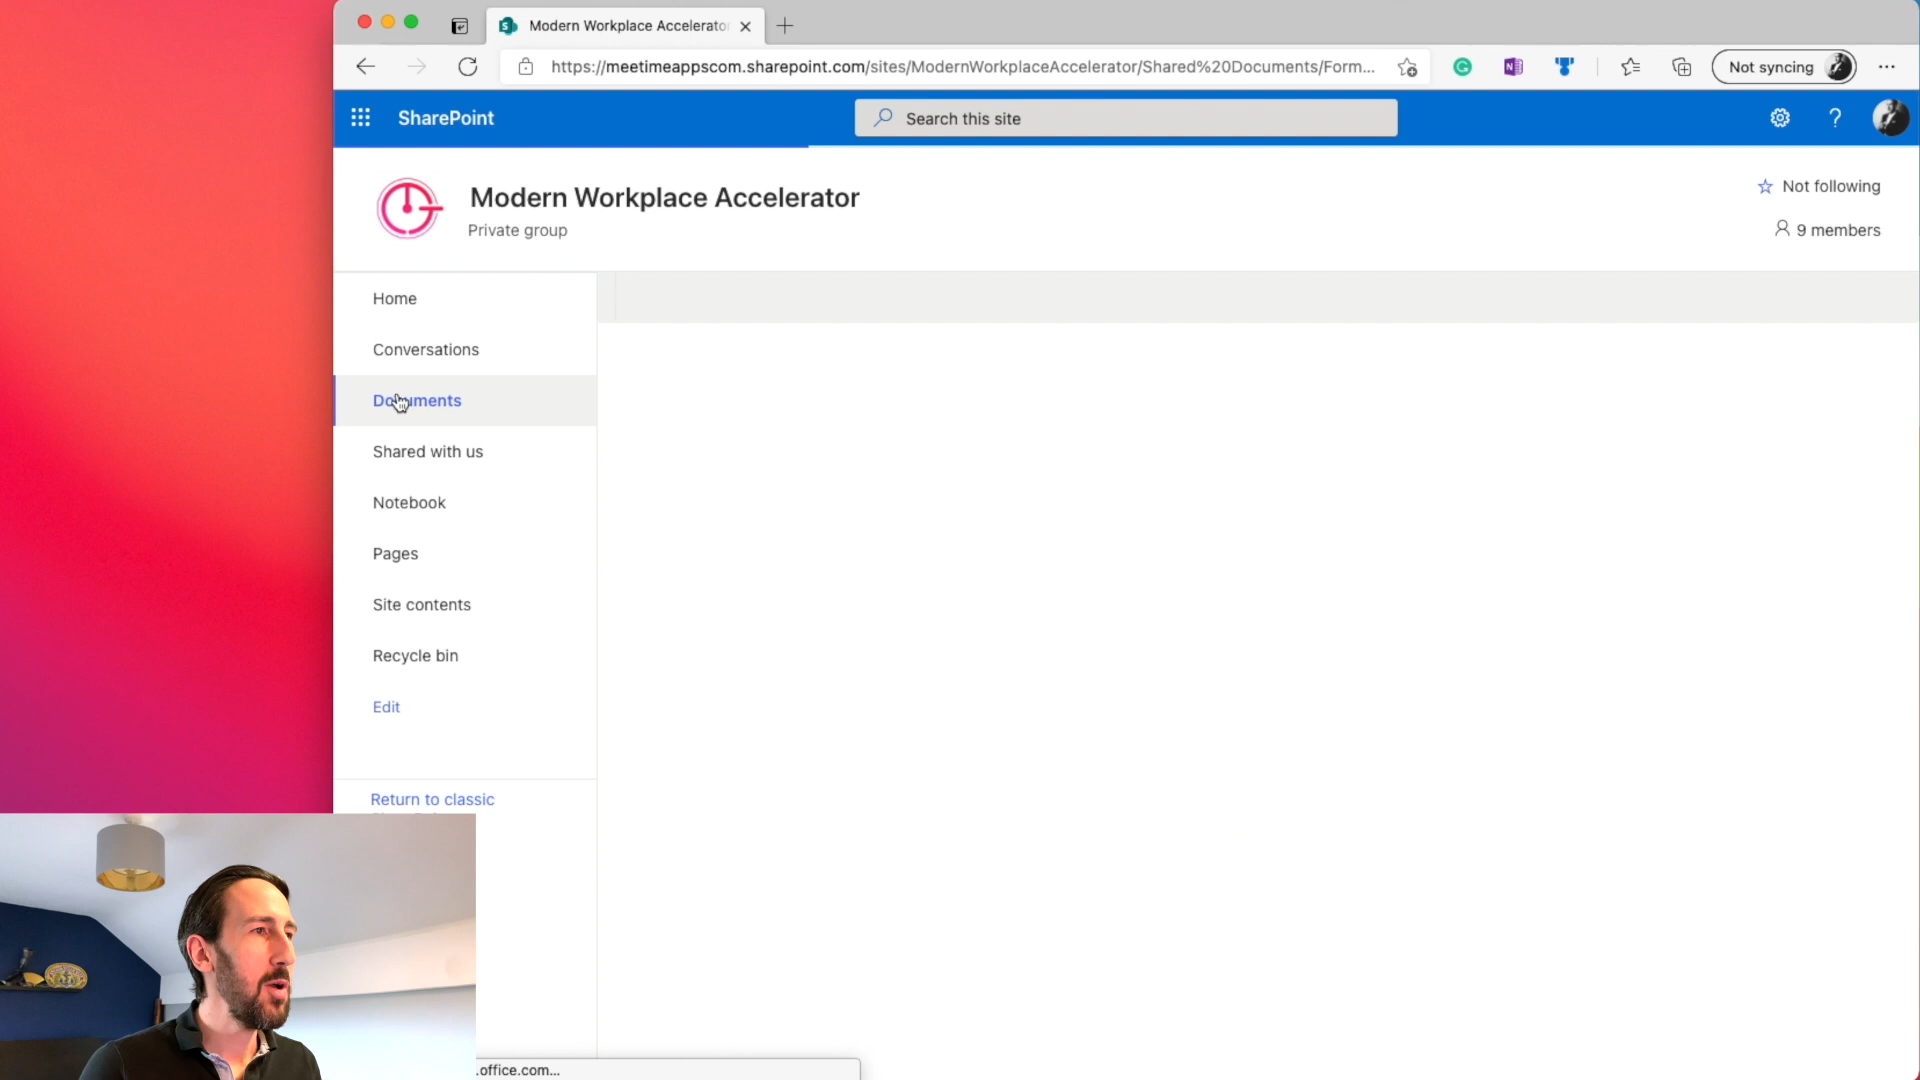 Modern Workplace Accelerato
https://meetimeappscom.sharepoint.com/sites/ModernWorkplaceAccelerator/Shared%20Documents/Form...
Not syncing
SharePoint
Search this site
Modern Workplace Accelerator
Private group
Not following
9 members
Home
Conversations
Documents
Shared with us
Notebook
Pages
Site contents
Recycle bin
Edit
Return to classic
.office.com...